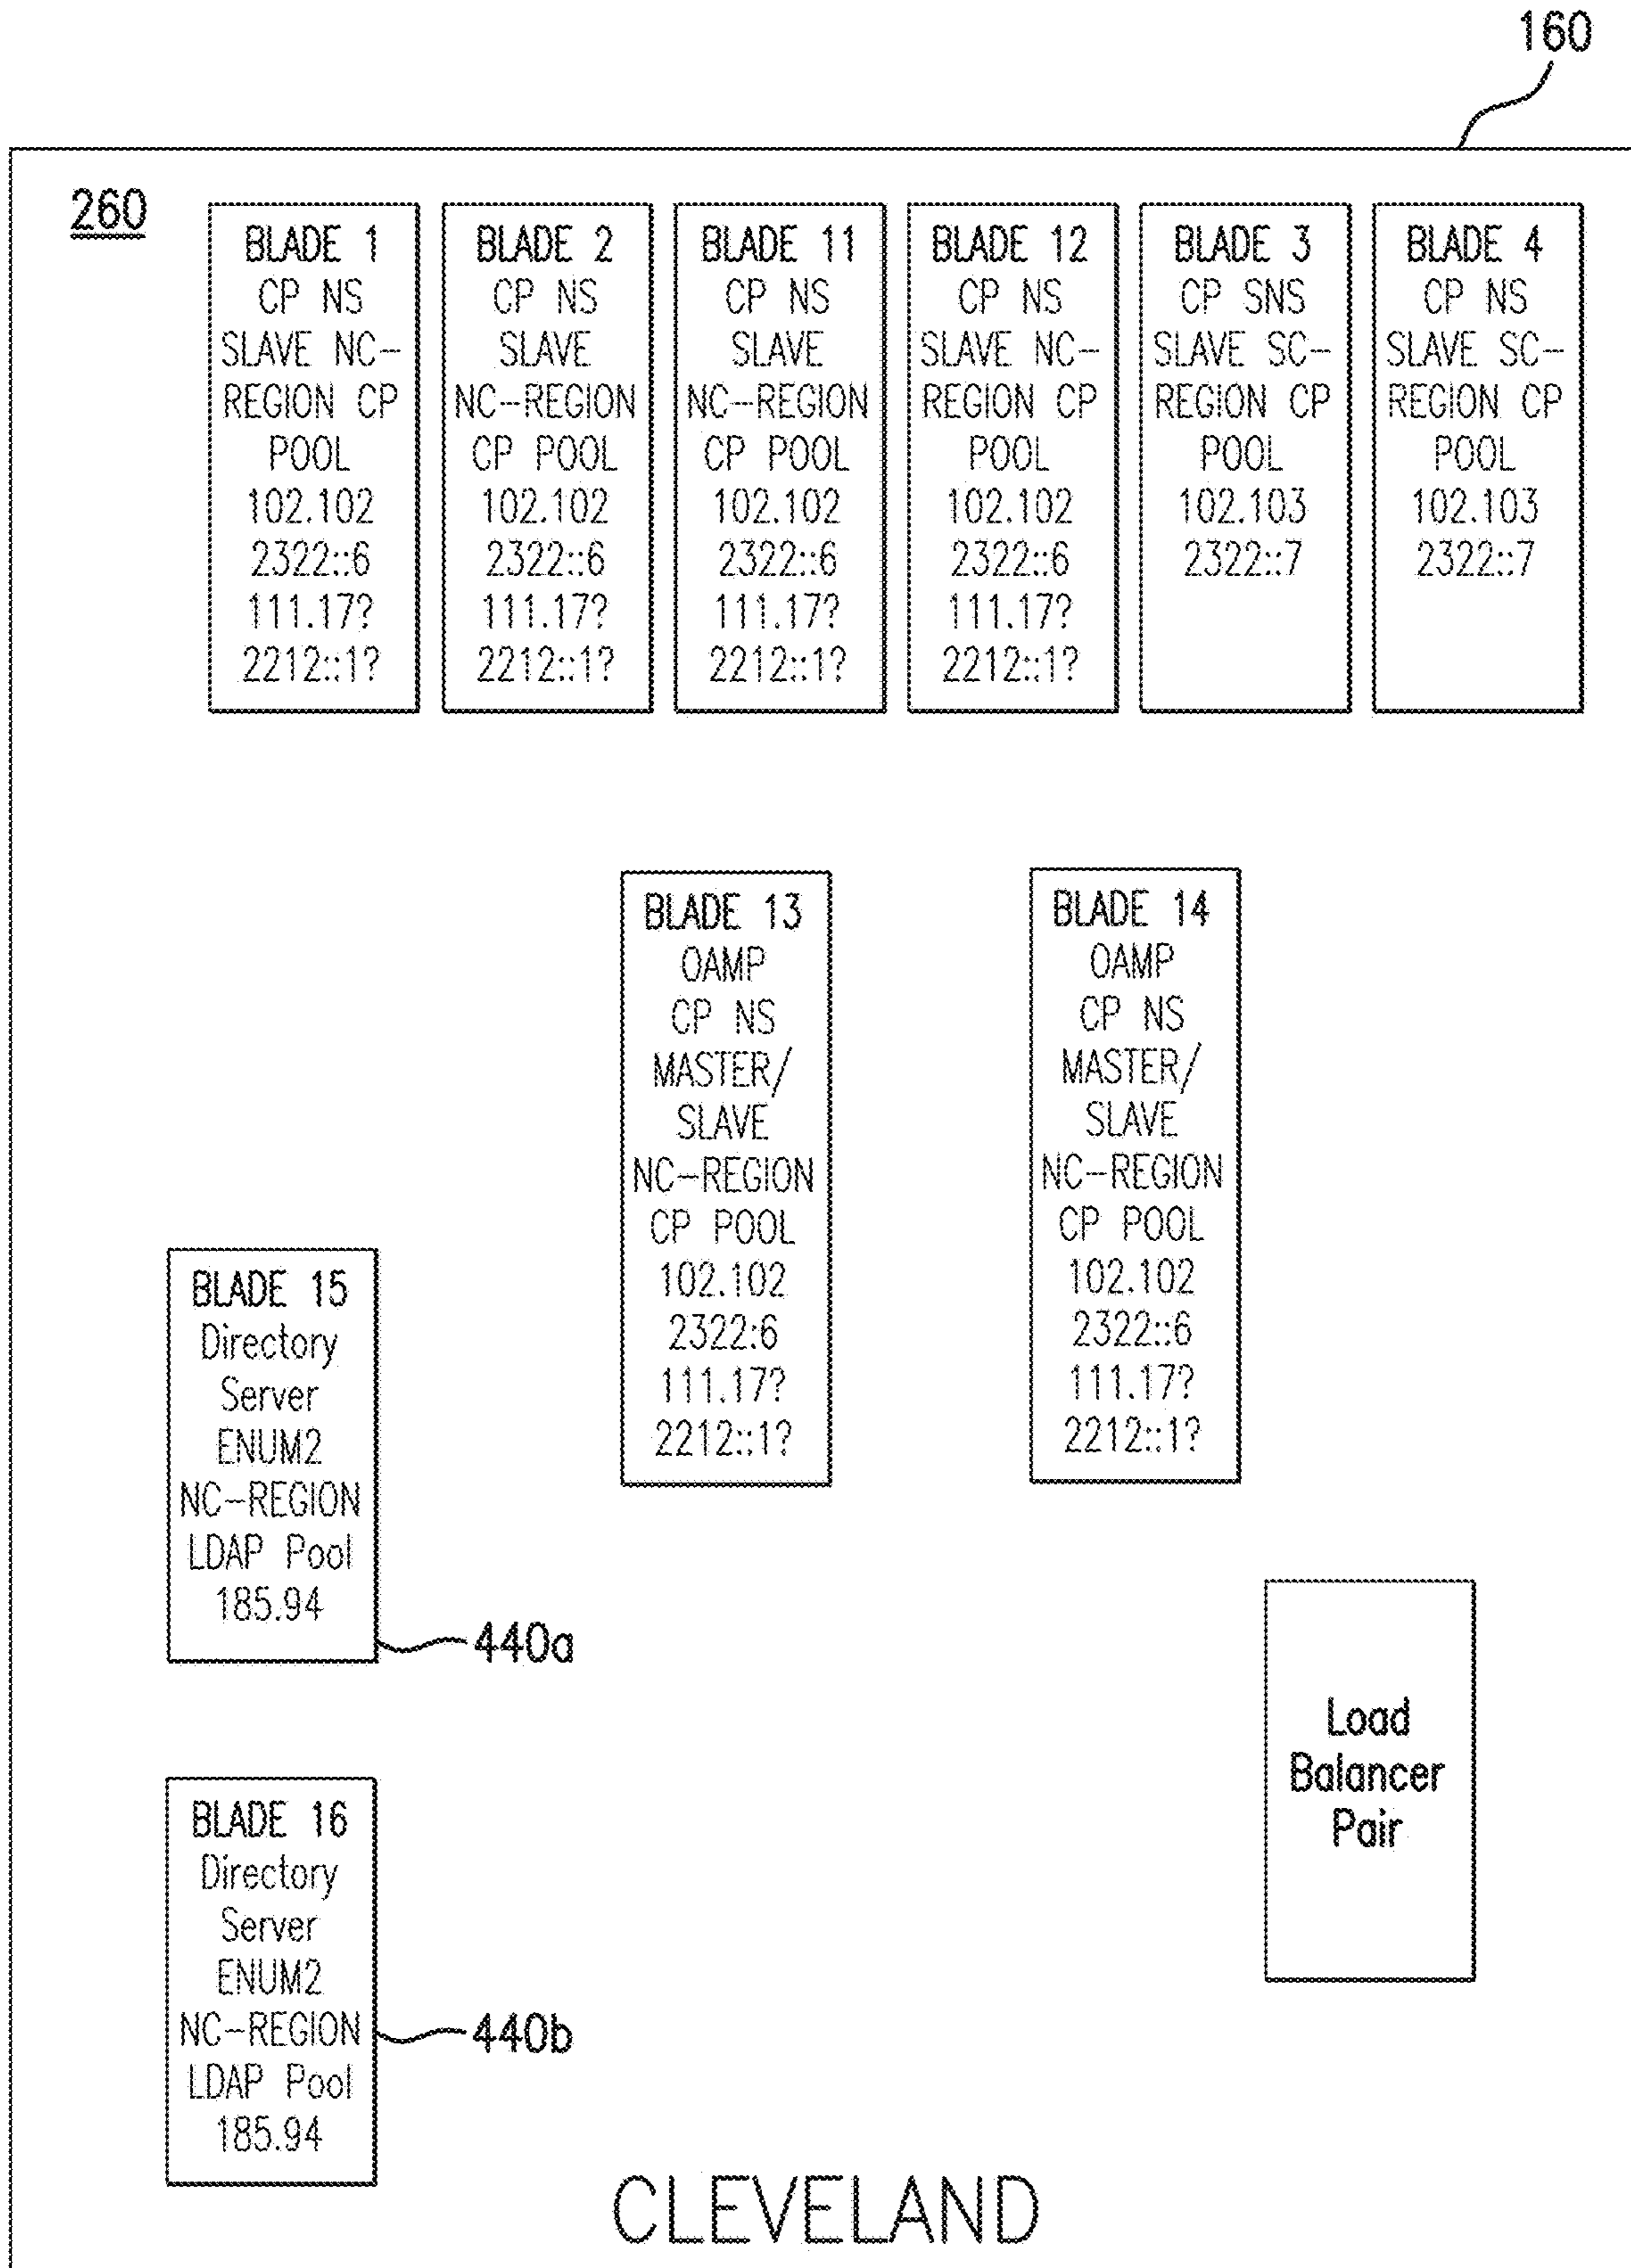 160
260
BLADE 1
CP NS
SLAVE NC-
REGION CP
POOL
102.102
2322::6
111.17?
2212::1?
BLADE 2
CP NS
SLAVE
NC-REGION
CP POOL
102.102
2322::6
111.17?
2212::1?
BLADE 11
CP NS
SLAVE
NC-REGION
CP POOL
102.102
2322::6
111.17?
2212::1?
BLADE 12
CP NS
SLAVE NC-
REGION CP
POOL
102.102
2322::6
111.17?
2212::1?
BLADE 3
CP SNS
SLAVE SC-
REGION CP
POOL
102.103
2322::7
BLADE 4
CP NS
SLAVE SC-
REGION CP
POOL
102.103
2322::7
BLADE 13
OAMP
CP NS
MASTER/
SLAVE
NC-REGION
CP POOL
102.102
2322:6
111.17?
2212::1?
BLADE 14
OAMP
CP NS
MASTER/
SLAVE
NC-REGION
CP POOL
102.102
2322::6
111.17?
2212::1?
BLADE 15
Directory
Server
ENUM2
NC-REGION
LDAP Pool
185.94
440a
Load
Balancer
Pair
BLADE 16
Directory
Server
ENUM2
NC-REGION
LDAP Pool
185.94
440b
CLEVELAND